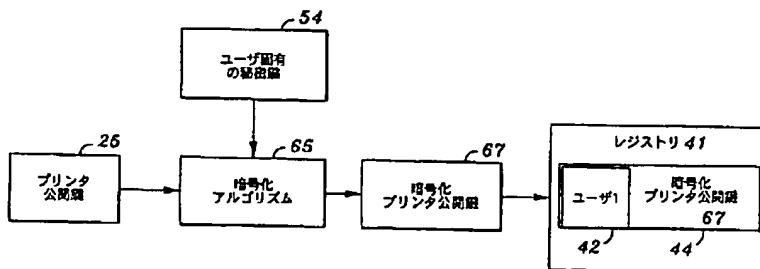 54
ユーザ固有
の秘密鍵
25
プリンタ
公開鍵
65
暗号化
アルゴリズム
67
暗号化
プリンタ公開鍵
レジストリ 41
ユーザ1
暗号化
プリンタ公開鍵
67
42
44